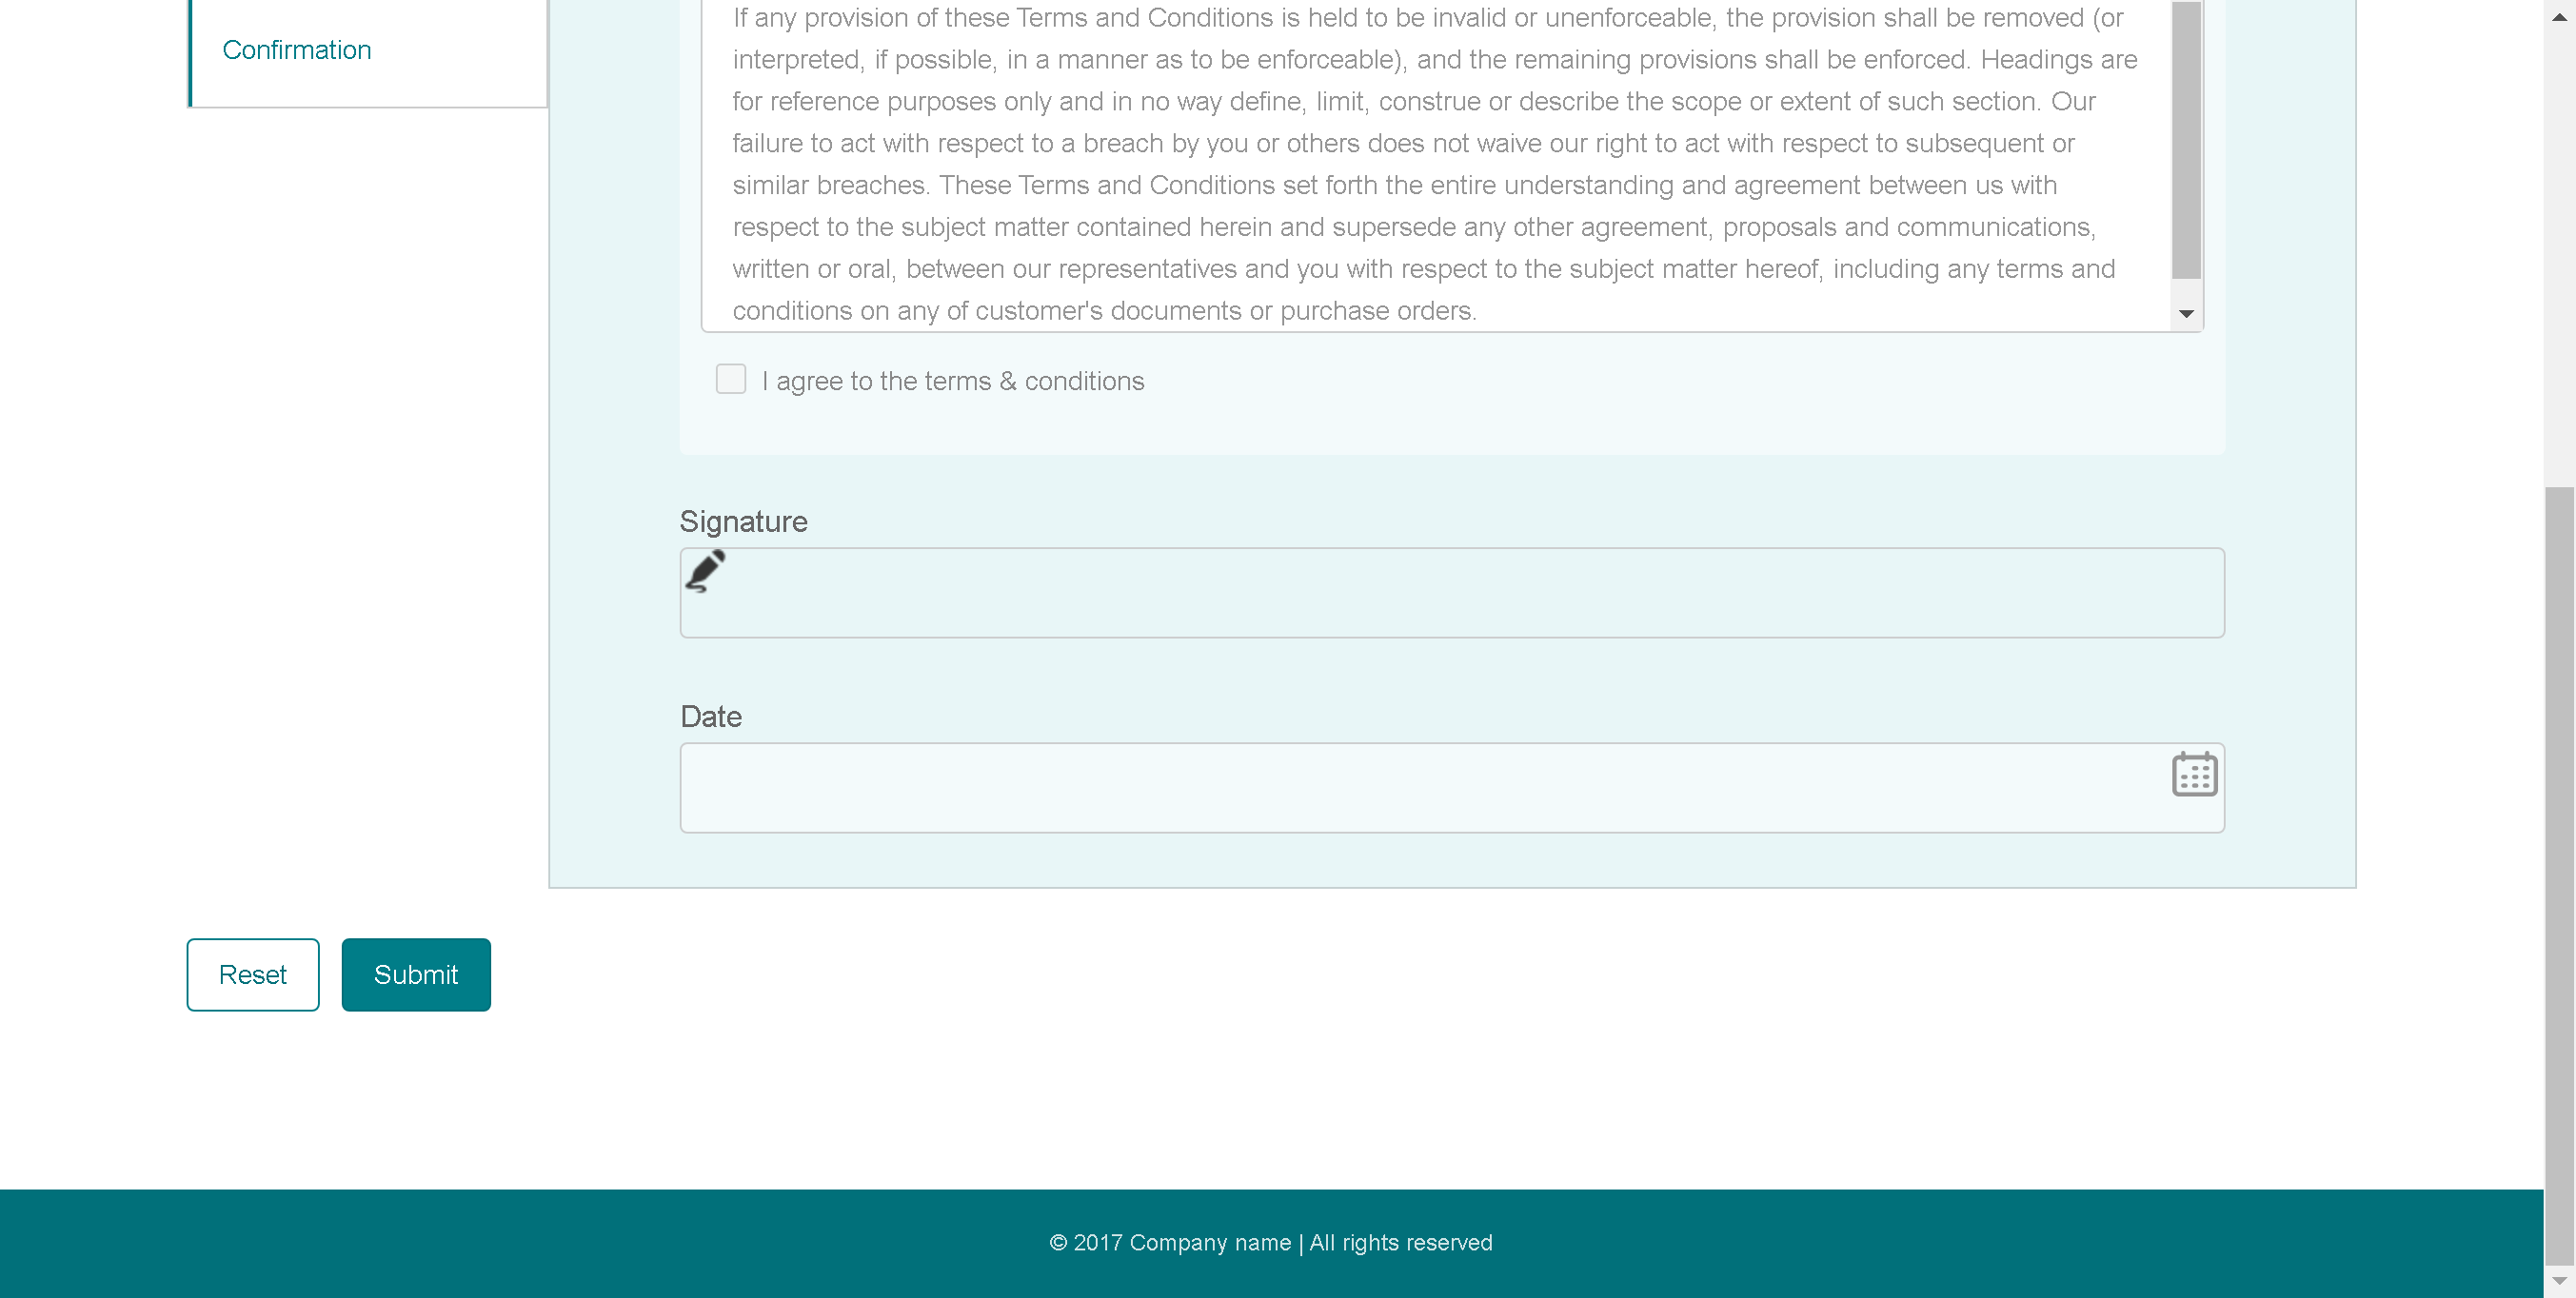 Confirmation
If any provision of these Terms and Conditions is held to be invalid or unenforceable, the provision shall be removed (or
interpreted, if possible, in a manner as to be enforceable), and the remaining provisions shall be enforced. Headings are
for reference purposes only and in no way define, limit, construe or describe the scope or extent of such section. Our
failure to act with respect to a breach by you or others does not waive our right to act with respect to subsequent or
similar breaches. These Terms and Conditions set forth the entire understanding and agreement between us with
respect to the subject matter contained herein and supersede any other agreement, proposals and communications,
written or oral, between our representatives and you with respect to the subject matter hereof, including any terms and
conditions on any of customer's documents or purchase orders.
I agree to the terms & conditions
Signature
Date
Reset
Submit
© 2017 Company name | All rights reserved